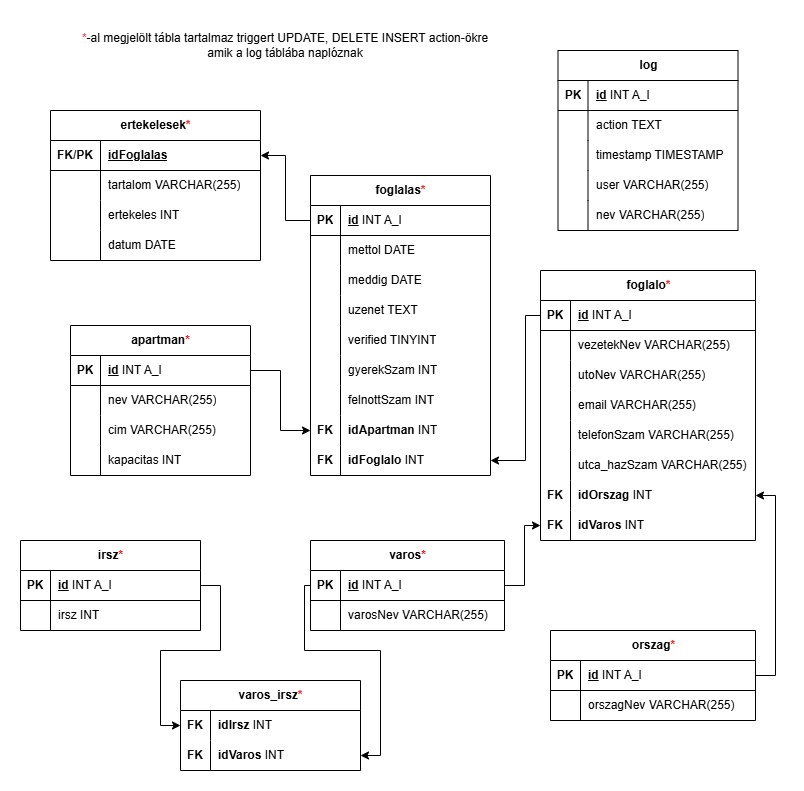 *-al megjelölt tábla tartalmaz triggert UPDATE, DELETE INSERT action-ökre
amik a log táblába naplóznak
log
PK id INT A_I
action TEXT
timestamp TIMESTAMP
user VARCHAR(255)
nev VARCHAR(255)
ertekelesek*
FK/PK idFoglalas
tartalom VARCHAR(255)
ertekeles INT
datum DATE
foglalas*
PK id INT A_I
mettol DATE
meddig DATE
uzenet TEXT
verified TINYINT
gyerekSzam INT
felnottSzam INT
FK idApartman INT
FK idFoglalo INT
foglalo*
PK id INT A_I
vezetekNev VARCHAR(255)
utoNev VARCHAR(255)
email VARCHAR(255)
telefonSzam VARCHAR(255)
utca_hazSzam VARCHAR(255)
FK idOrszag INT
FK idVaros INT
apartman*
PK id INT A_I
nev VARCHAR(255)
cim VARCHAR(255)
kapacitas INT
irsz*
PK id INT A_I
irsz INT
varos*
PK id INT A_I
varosNev VARCHAR(255)
orszag*
PK id INT A_I
orszagNev VARCHAR(255)
varos_irsz*
FK idIrsz INT
FK idVaros INT